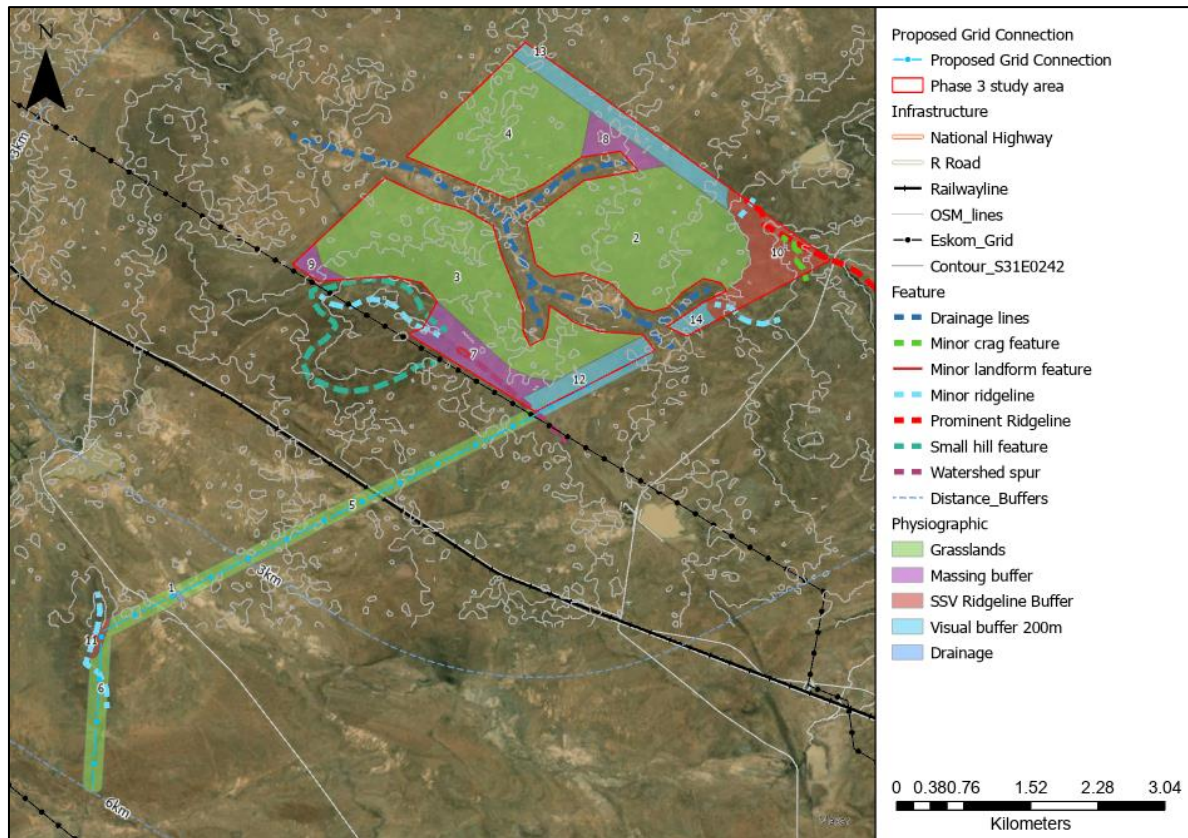 N
13
4
8
3km
2
10
9
3
14
7
12
5
3km
1
11
6
6km
Proposed Grid Connection
Proposed Grid Connection
Phase 3 study area
Infrastructure
National Highway
R Road
Railwayline
OSM_lines
Eskom_Grid
Contour_S31E0242
Feature
Drainage lines
Minor crag feature
Minor landform feature
Minor ridgeline
Prominent Ridgeline
Small hill feature
Watershed spur
Distance_Buffers
Physiographic
Grasslands
Massing buffer
SSV Ridgeline Buffer
Visual buffer 200m
Drainage
0 0.380.76 1.52 2.28 3.04
Kilometers